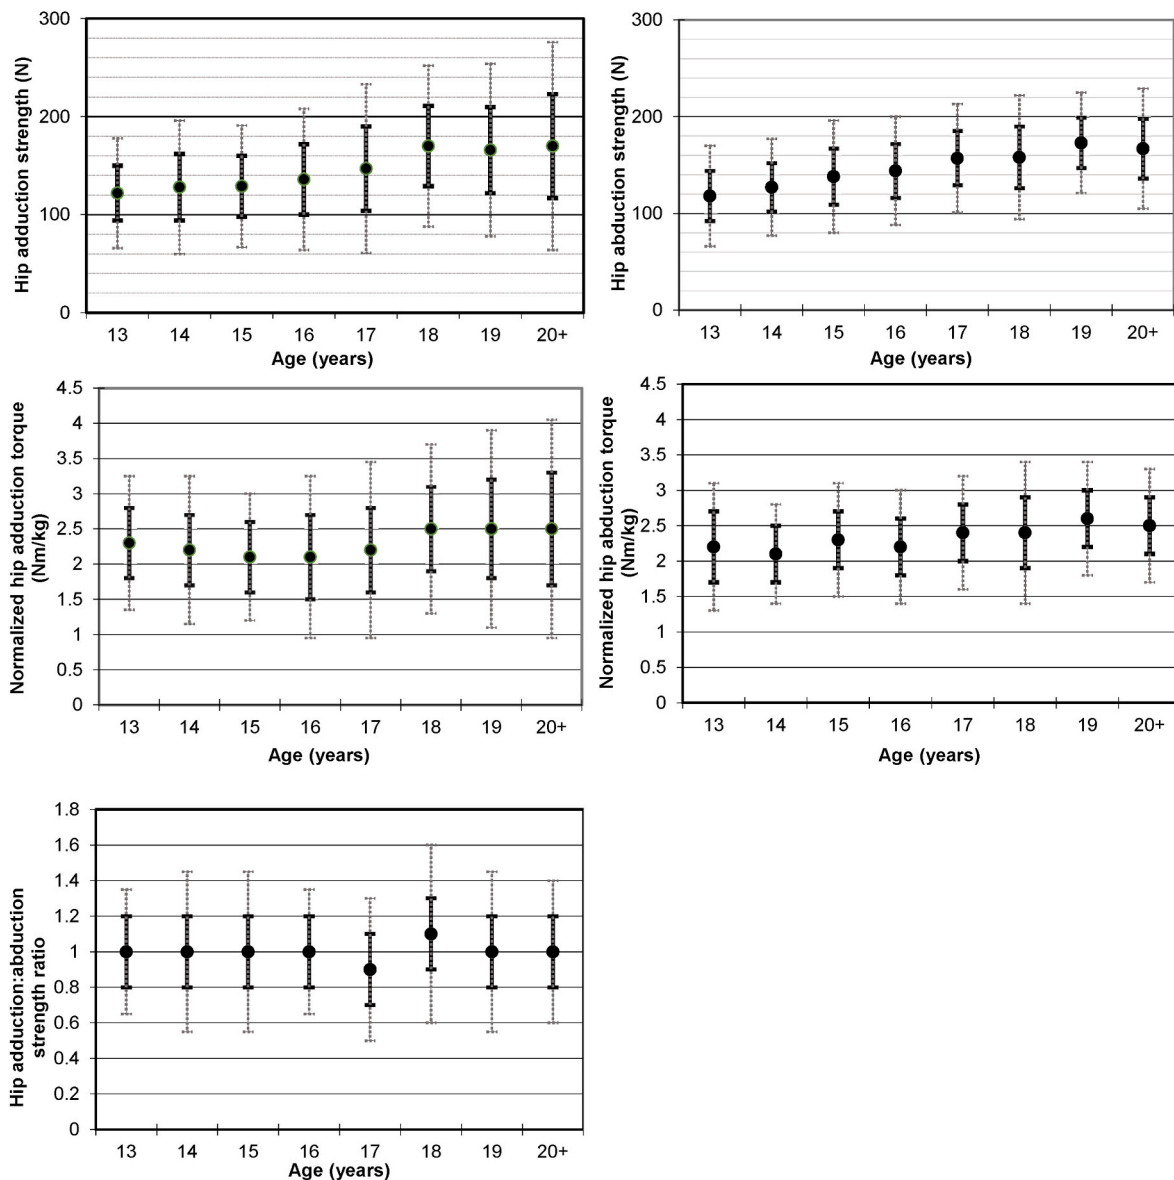 Hip adduction strength (N)
300
200
100
0
13 14 15 16 17 18 19 20+
Age (years)
Hip abduction strength (N)
300
200
100
0
13 14 15 16 17 18 19 20+
Age (years)
Normalized hip adduction torque
(Nm/kg)
4.5
4
3.5
3
2.5
2
1.5
1
0.5
0
13 14 15 16 17 18 19 20+
Age (years)
Normalized hip abduction torque
(Nm/kg)
4.5
4
3.5
3
2.5
2
1.5
1
0.5
0
13 14 15 16 17 18 19 20+
Age (years)
Hip adduction:abduction
strength ratio
1.8
1.6
1.4
1.2
1
0.8
0.6
0.4
0.2
0
13 14 15 16 17 18 19 20+
Age (years)